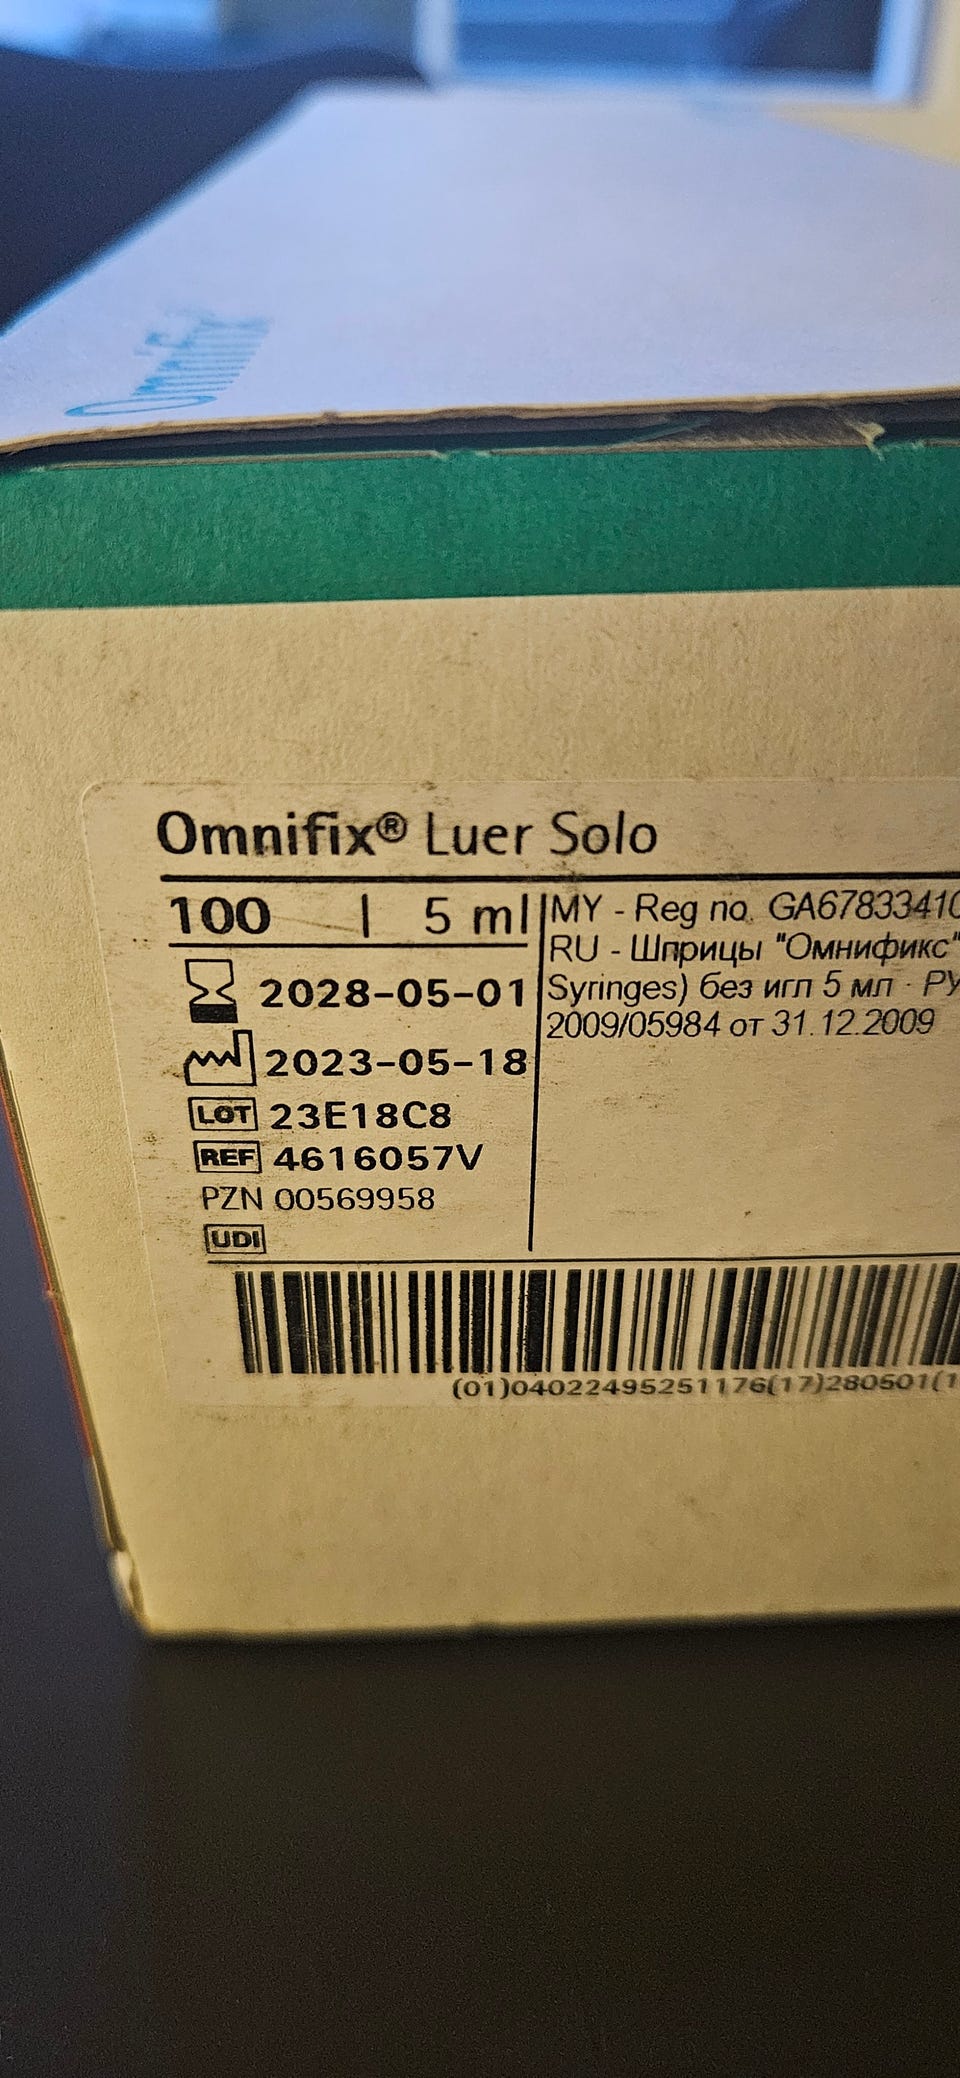 Omnifix
Omnifix® Luer Solo
100 | 5 ml
2028-05-01
2023-05-18
LOT 23E18C8
REF 4616057V
PZN 00569958
UDI
MY - Reg no. GA6783341
RU - Шприцы "Омнификс"
Syringes) без игл 5 мл · РУ
2009/05984 от 31.12.2009
(01)04022495251176(17)280501(1